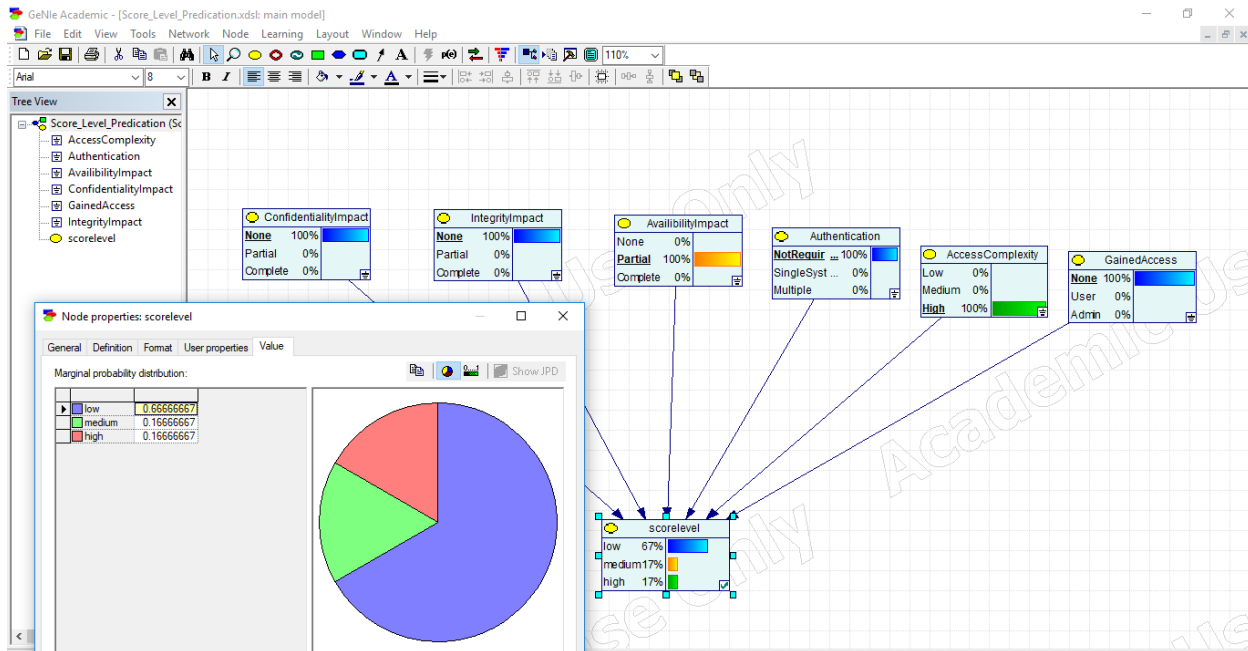 GeNIe Academic - [Score_Level_Predication.xdsl: main model]
File Edit View Tools Network Node Learning Layout Window Help
110%
Arial 8 B I A
Tree View
Score_Level_Predication (Sc
AccessComplexity
Authentication
AvailibilityImpact
ConfidentialityImpact
GainedAccess
IntegrityImpact
scorelevel
ConfidentialityImpact
None 100%
Partial 0%
Complete 0%
IntegrityImpact
None 100%
Partial 0%
Complete 0%
AvailibilityImpact
None 0%
Partial 100%
Complete 0%
Authentication
NotRequir ... 100%
SingleSyst ... 0%
Multiple 0%
AccessComplexity
Low 0%
Medium 0%
High 100%
GainedAccess
None 100%
User 0%
Admin 0%
Node properties: scorelevel
General Definition Format User properties Value
Marginal probability distribution:
Show JPD
low 0.66666667
medium 0.16666667
high 0.16666667
scorelevel
low 67%
medium 17%
high 17%
Academic Use Only